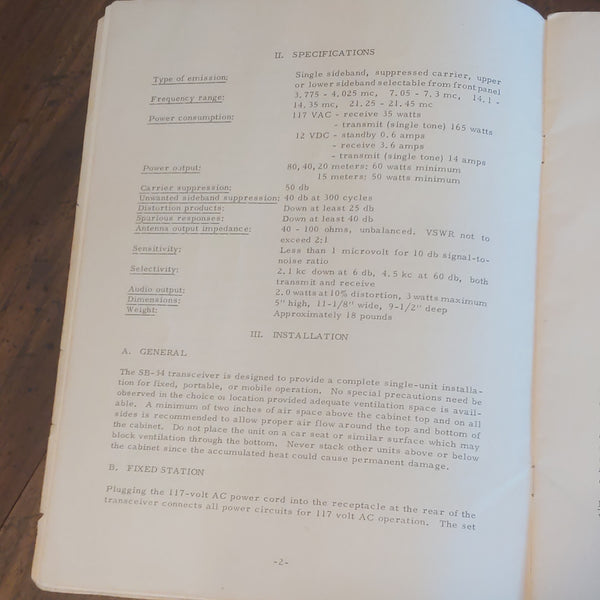 II. SPECIFICATIONS
Type of emission: Single sideband, suppressed carrier, upper
or lower sideband selectable from front panel
Frequency range: 3.775 - 4.025 mc, 7.05 - 7.3 mc, 14.1 -
14.35 mc, 21.25 - 21.45 mc
Power consumption: 117 VAC - receive 35 watts
- transmit (single tone) 165 watts
12 VDC - standby 0.6 amps
- receive 3.6 amps
- transmit (single tone) 14 amps
Power output: 80, 40, 20 meters; 60 watts minimum
15 meters; 50 watts minimum
Carrier suppression: 50 db
Unwanted sideband suppression: 40 db at 300 cycles
Distortion products: Down at least 25 db
Spurious responses: Down at least 40 db
Antenna output impedance: 40 - 100 ohms, unbalanced. VSWR not to
exceed 2:1
Sensitivity: Less than 1 microvolt for 10 db signal-to-
noise ratio
Selectivity: 2.1 kc down at 6 db, 4.5 kc at 60 db, both
transmit and receive
Audio output: 2.0 watts at 10% distortion, 3 watts maximum
Dimensions: 5" high, 11-1/8" wide, 9-1/2" deep
Weight: Approximately 18 pounds
III. INSTALLATION
A. GENERAL
The SB-34 transceiver is designed to provide a complete single-unit installa-
tion for fixed, portable, or mobile operation. No special precautions need be
observed in the choice of location provided adequate ventilation space is avail-
able. A minimum of two inches of air space above the cabinet top and on all
sides is recommended to allow proper air flow around the top and bottom of
the cabinet. Do not place the unit on a car seat or similar surface which may
block ventilation through the bottom. Never stack other units above or below
the cabinet since the accumulated heat could cause permanent damage.
B. FIXED STATION
Plugging the 117-volt AC power cord into the receptacle at the rear of the
transceiver connects all power circuits for 117 volt AC operation. The set
-2-